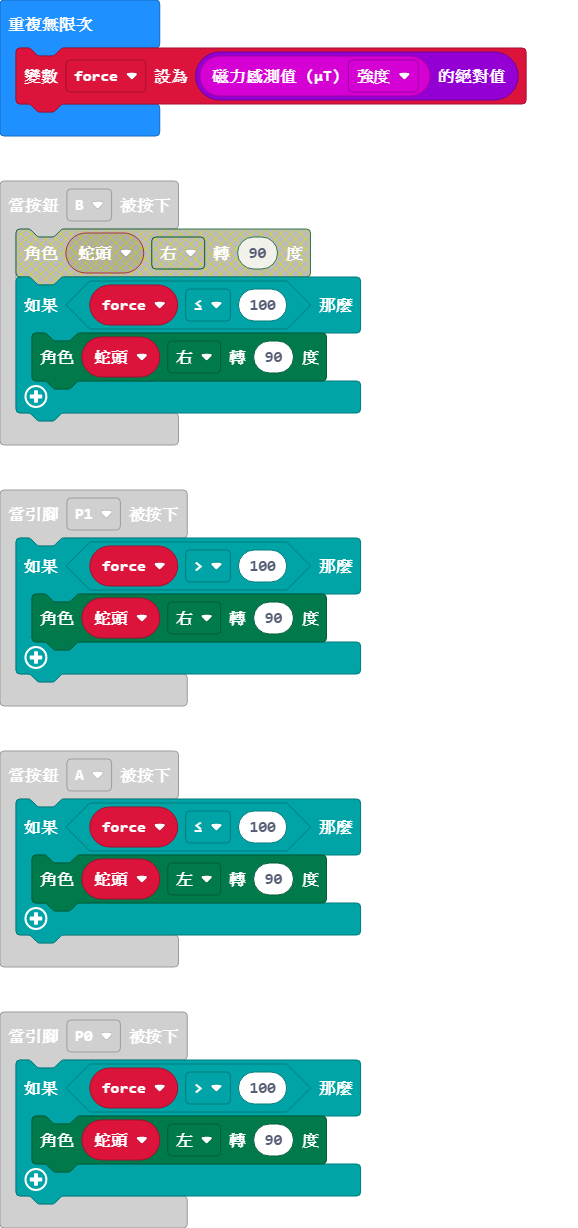 重複無限次
變數 force 設為 磁力感測值 (µT) 強度 的絕對值
當按鈕 B 被按下
角色 蛇頭 右 轉 90 度
如果 force ≤ 100 那麼
角色 蛇頭 右 轉 90 度
當引腳 P1 被按下
如果 force > 100 那麼
角色 蛇頭 右 轉 90 度
當按鈕 A 被按下
如果 force ≤ 100 那麼
角色 蛇頭 左 轉 90 度
當引腳 P0 被按下
如果 force > 100 那麼
角色 蛇頭 左 轉 90 度